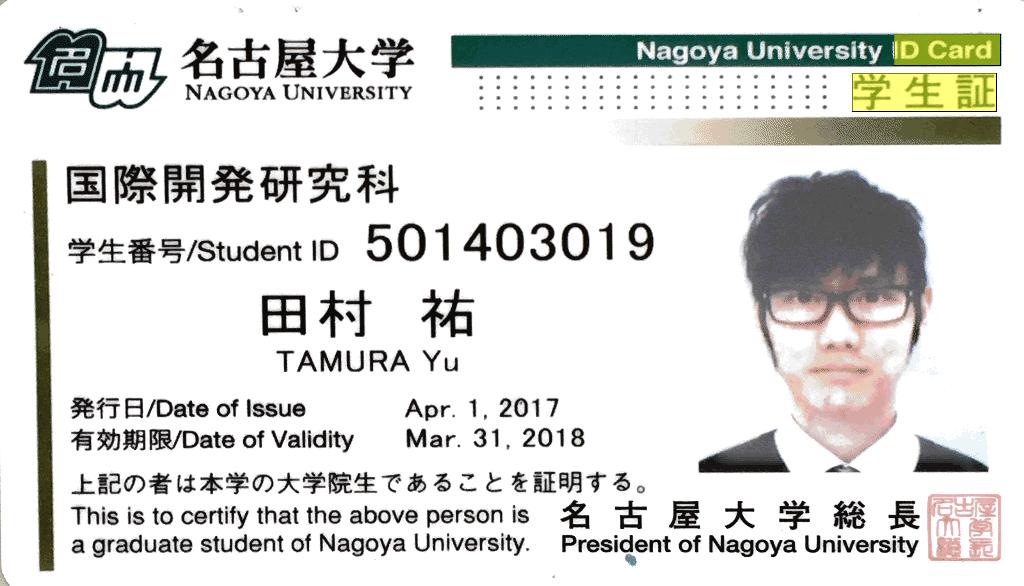 名古屋大学
NAGOYA UNIVERSITY
Nagoya University ID Card
学生証
国際開発研究科
学生番号/Student ID 501403019
田村 祐
TAMURA Yu
発行日/Date of Issue Apr. 1, 2017
有効期限/Date of Validity Mar. 31, 2018
上記の者は本学の大学院生であることを証明する。
This is to certify that the above person is
a graduate student of Nagoya University.
名古屋大学総長
President of Nagoya University